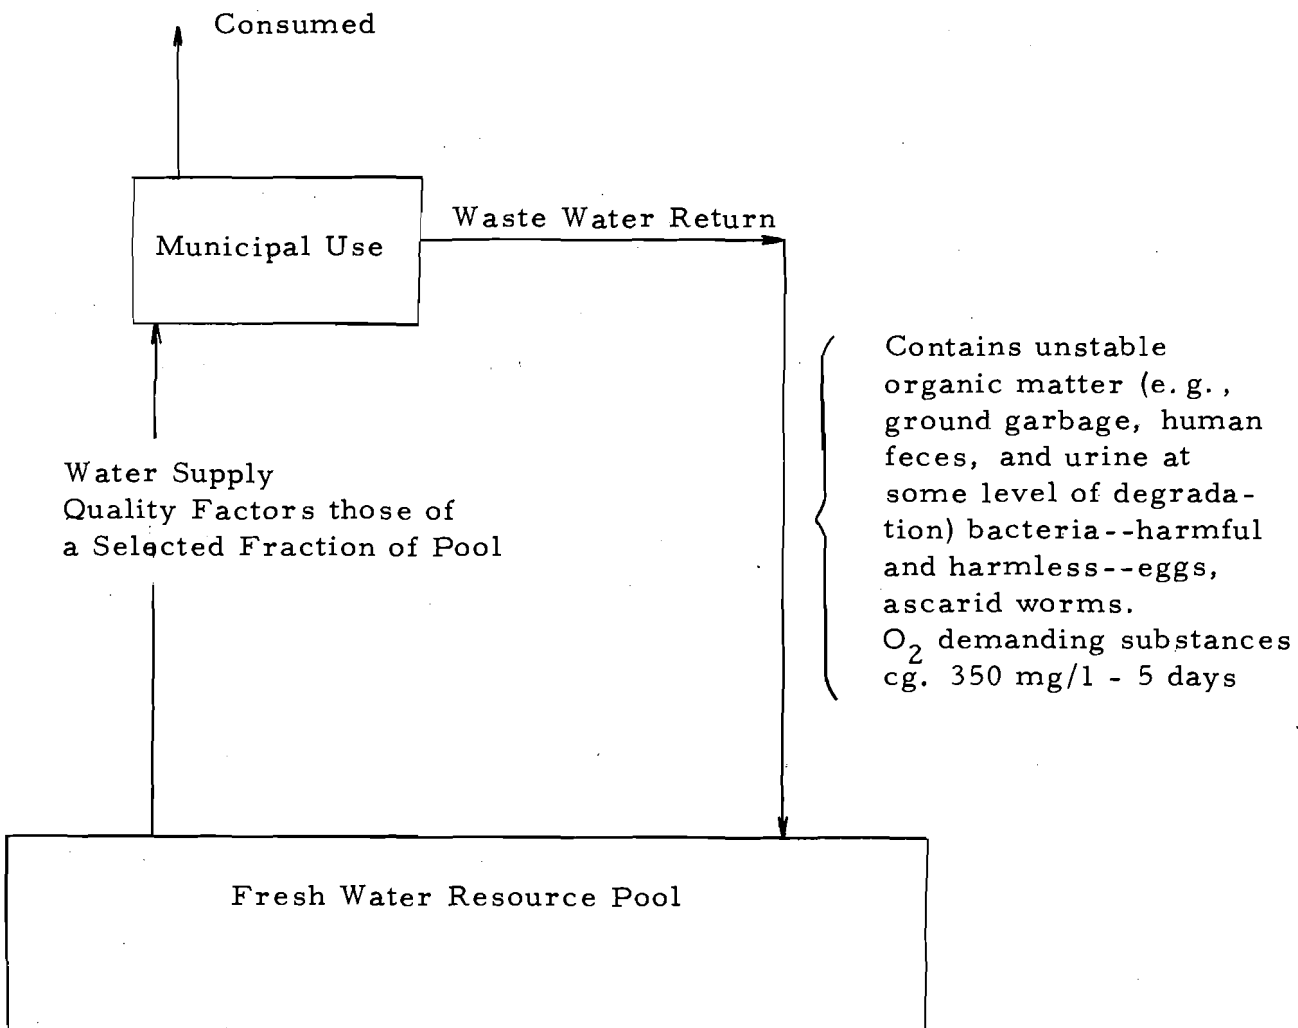 Consumed
Municipal Use
Waste Water Return
Water Supply
Quality Factors those of
a Selected Fraction of Pool
Contains unstable
organic matter (e. g. ,
ground garbage, human
feces, and urine at
some level of degrada-
tion) bacteria--harmful
and harmless--eggs,
ascarid worms.
O₂ demanding substances
cg. 350 mg/l - 5 days
Fresh Water Resource Pool